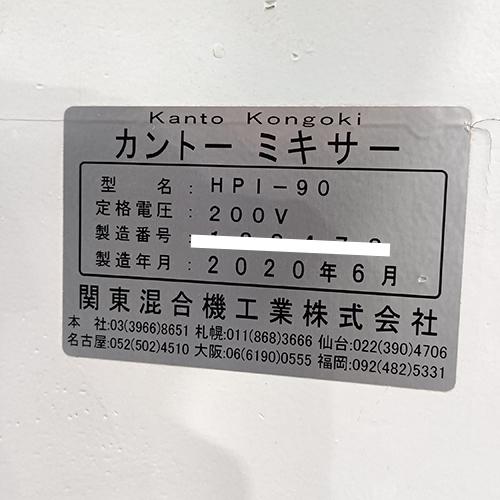 Kanto Kongoki
カントー ミキサー
型名：HPI-90
定格電圧：200V
製造番号：
製造年月：2020年6月
関東混合機工業株式会社
本社:03(3966)8651 札幌:011(868)3666 仙台:022(390)4706
名古屋:052(502)4510 大阪:06(6190)0555 福岡:092(482)5331